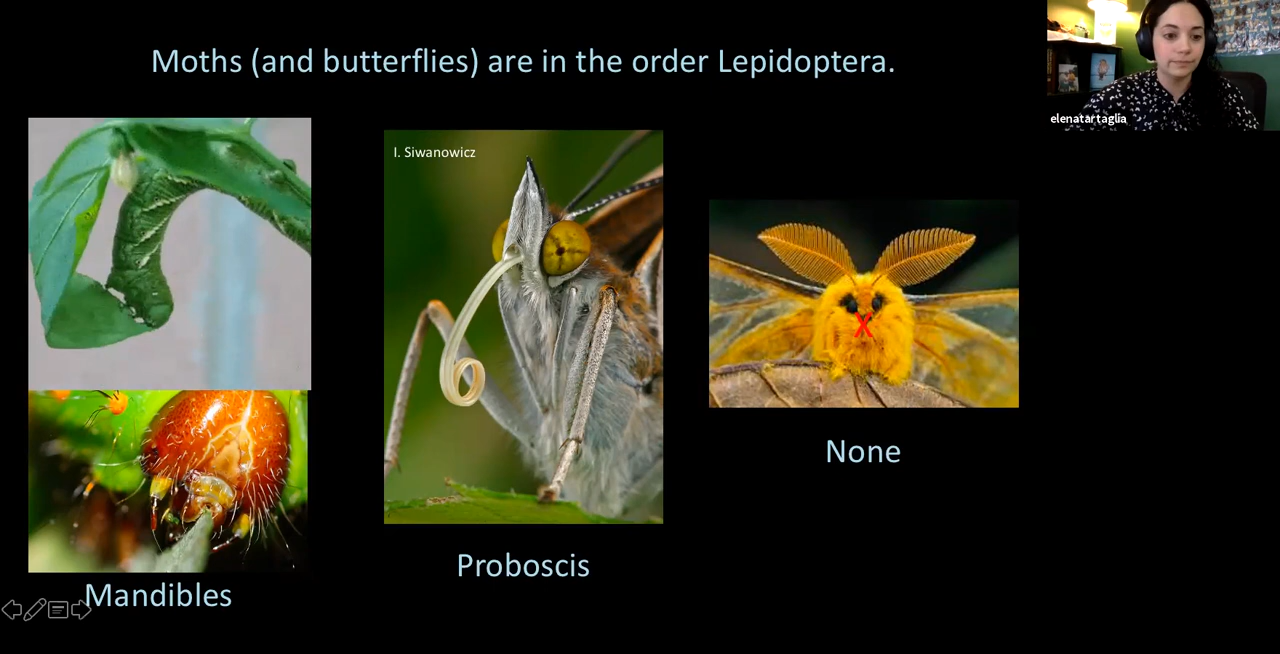 Moths (and butterflies) are in the order Lepidoptera.
elenatartaglia
I. Siwanowicz
X
None
Proboscis
Mandibles